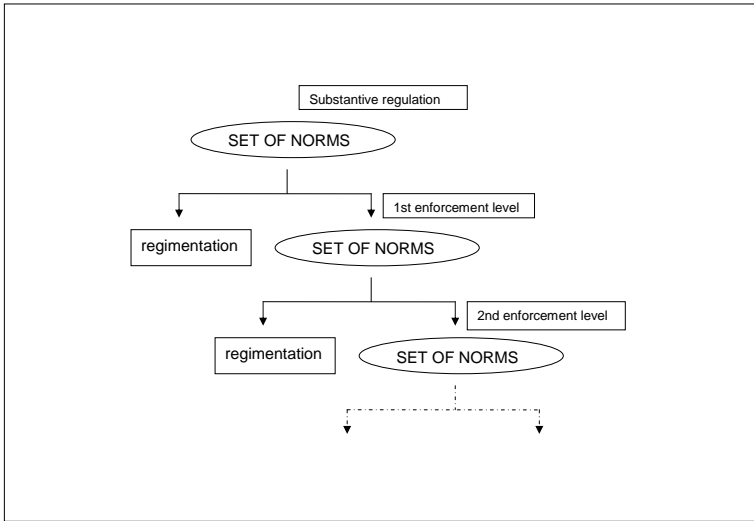 Substantive regulation
SET OF NORMS
1st enforcement level
regimentation
SET OF NORMS
2nd enforcement level
regimentation
SET OF NORMS